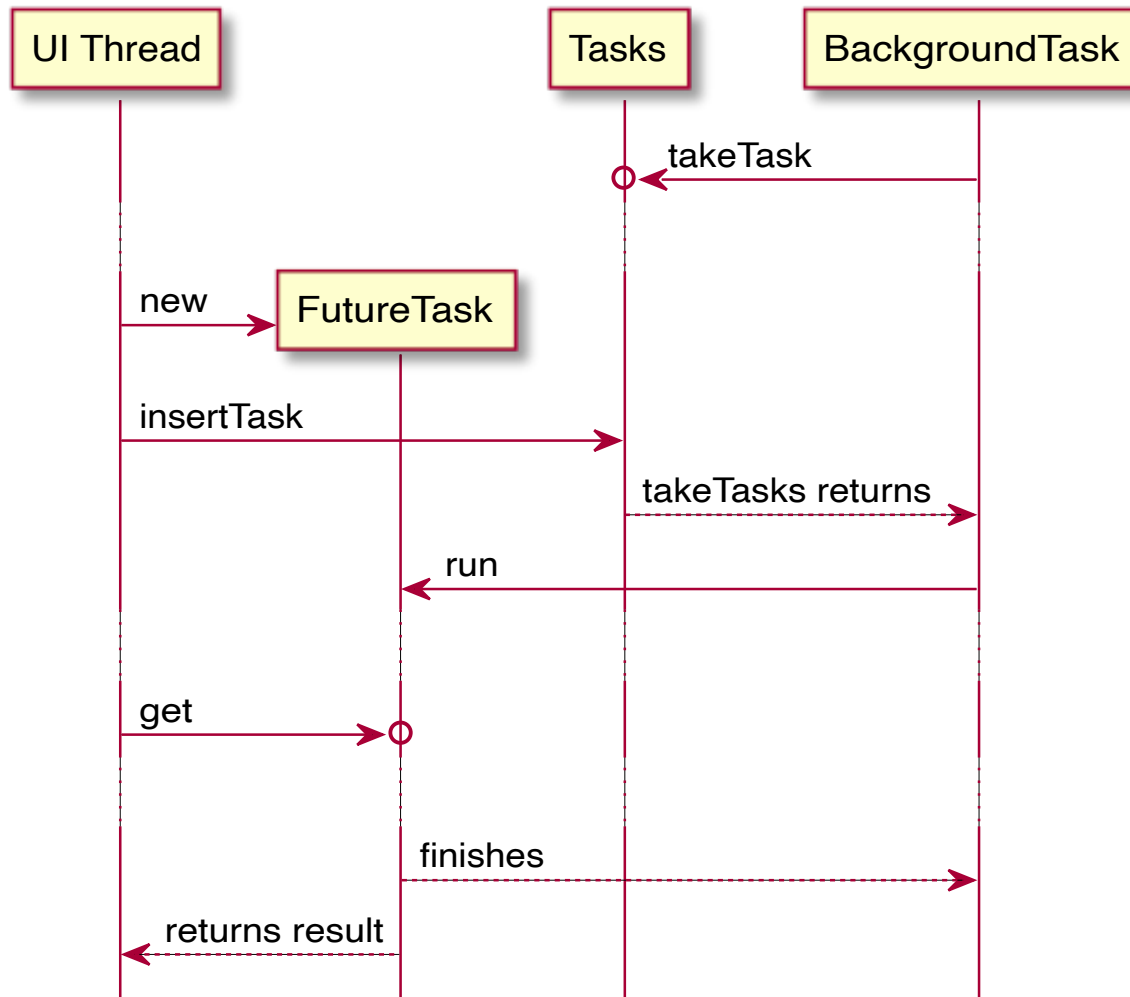 UI Thread
Tasks
BackgroundTask
takeTask
new
FutureTask
insertTask
takeTasks returns
run
get
finishes
returns result